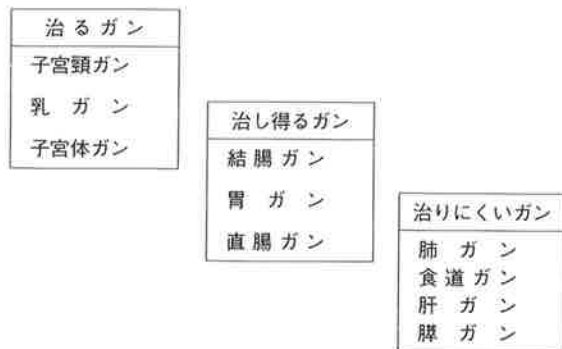 治るガン
子宮頸ガン
乳ガン
子宮体ガン
治し得るガン
結腸ガン
胃ガン
直腸ガン
治りにくいガン
肺ガン
食道ガン
肝ガン
膵ガン